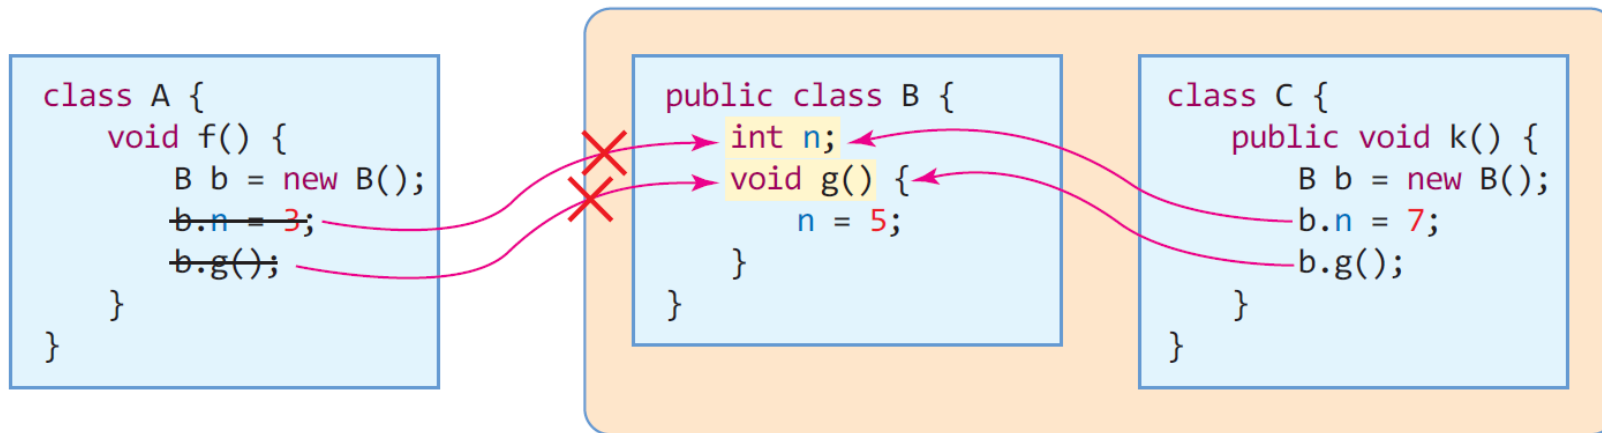 class A {
    void f() {
        B b = new B();
        b.n = 3;
        b.g();
    }
}
public class B {
    int n;
    void g() {
        n = 5;
    }
}
class C {
    public void k() {
        B b = new B();
        b.n = 7;
        b.g();
    }
}